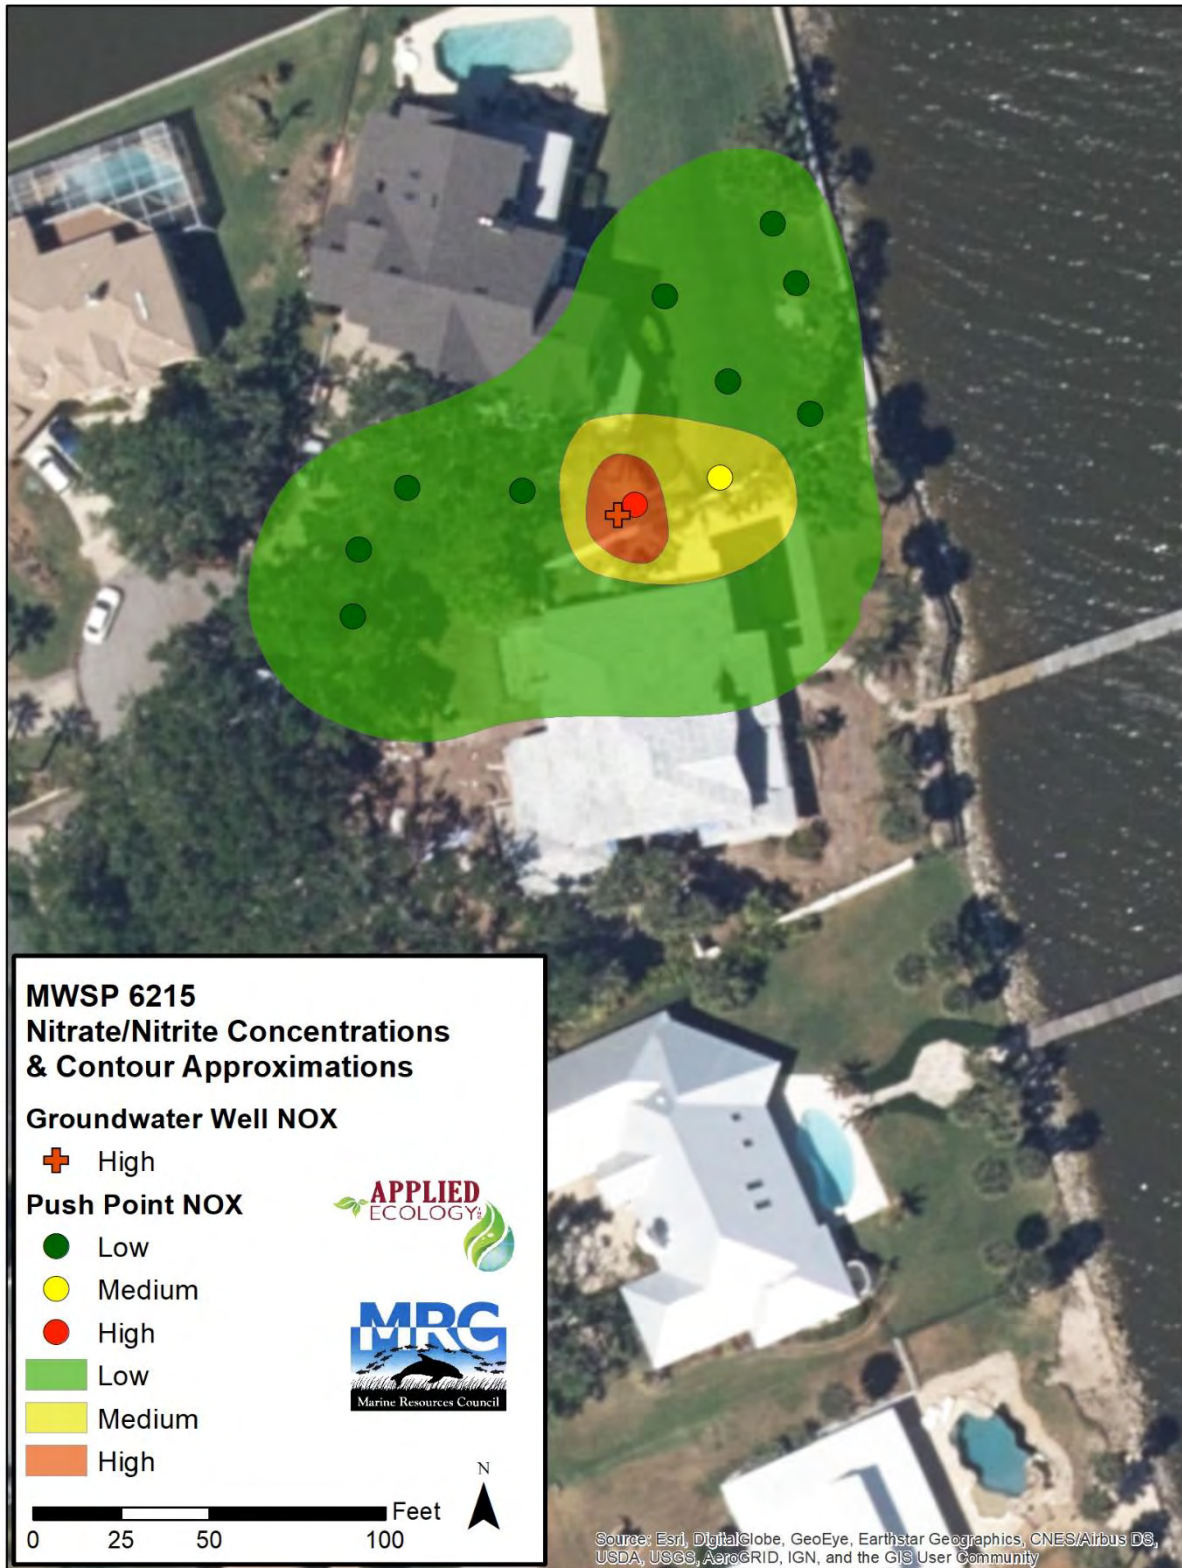 MWSP 6215
Nitrate/Nitrite Concentrations
& Contour Approximations
Groundwater Well NOX
High
Push Point NOX
Low
Medium
High
Low
Medium
High
APPLIED
ECOLOGY INC
MRC
Marine Resources Council
N
Feet
0 25 50 100
Source: Esri, DigitalGlobe, GeoEye, Earthstar Geographics, CNES/Airbus DS,
USDA, USGS, AeroGRID, IGN, and the GIS User Community